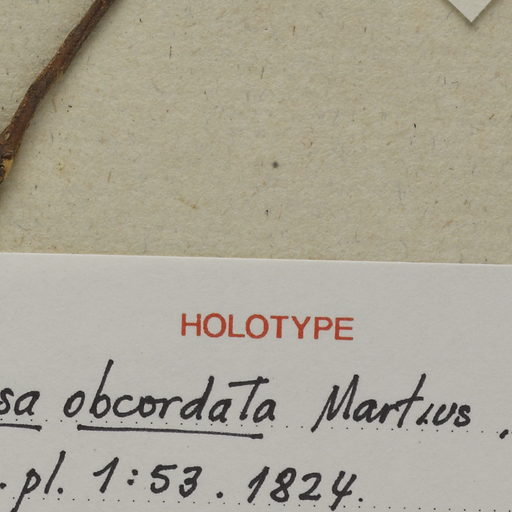 HOLOTYPE
sa obcordata Martius.
. pl. 1:53. 1824.